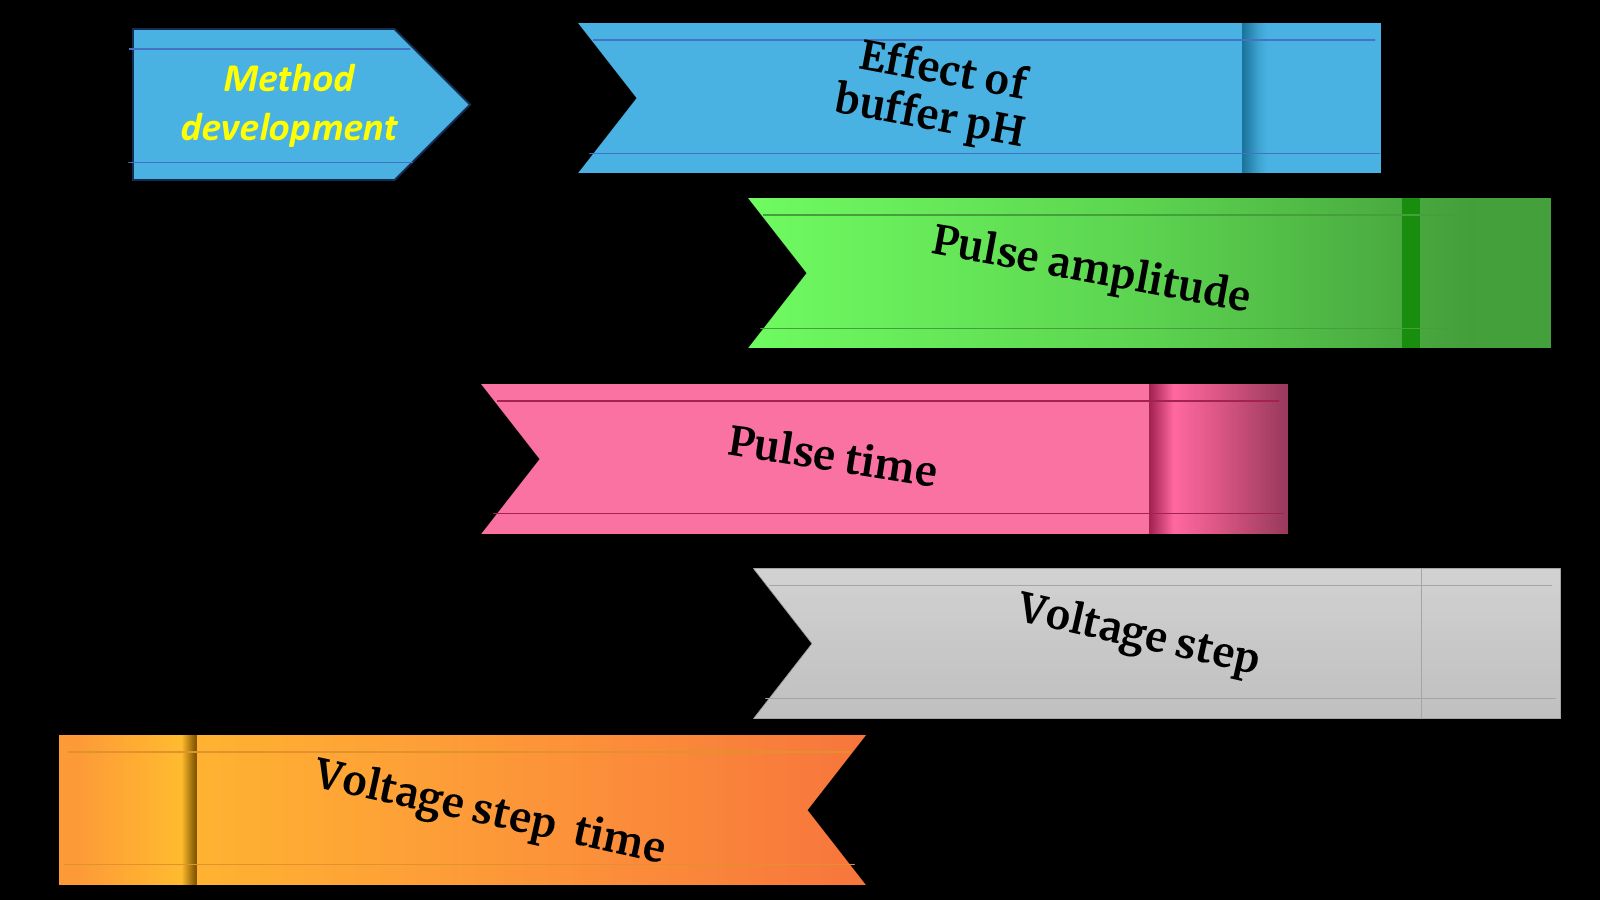 Method
development
Effect of
buffer pH
Pulse amplitude
Pulse time
Voltage step
Voltage step time